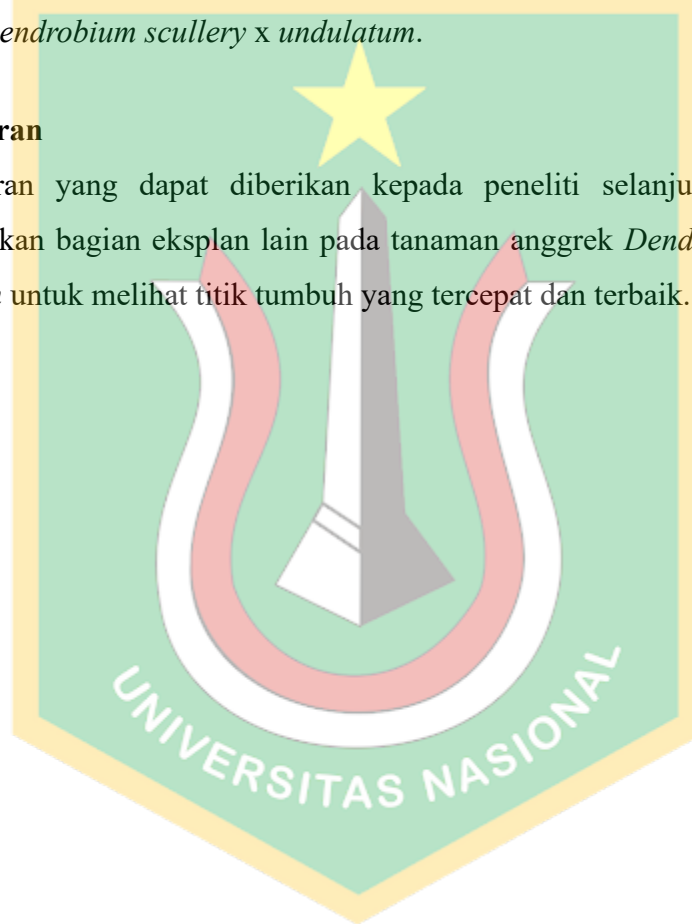 endrobium scullery x undulatum.
ran
ran yang dapat diberikan kepada peneliti selanju
kan bagian eksplan lain pada tanaman anggrek Dend
untuk melihat titik tumbuh yang tercepat dan terbaik.
UNIVERSITAS NASIONAL